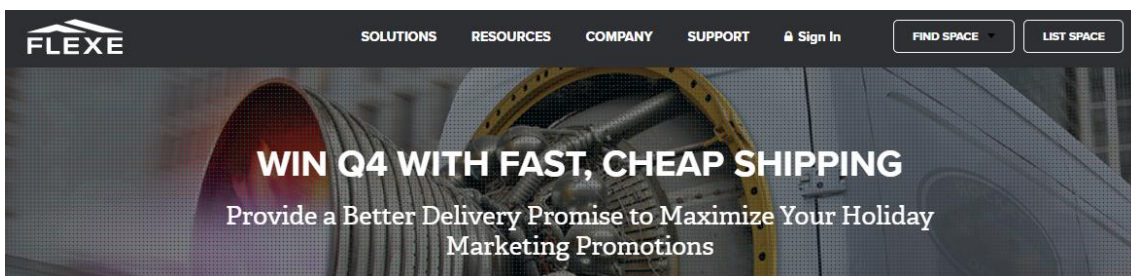 FLEXE
SOLUTIONS RESOURCES COMPANY SUPPORT Sign In FIND SPACE LIST SPACE
WIN Q4 WITH FAST, CHEAP SHIPPING
Provide a Better Delivery Promise to Maximize Your Holiday
Marketing Promotions